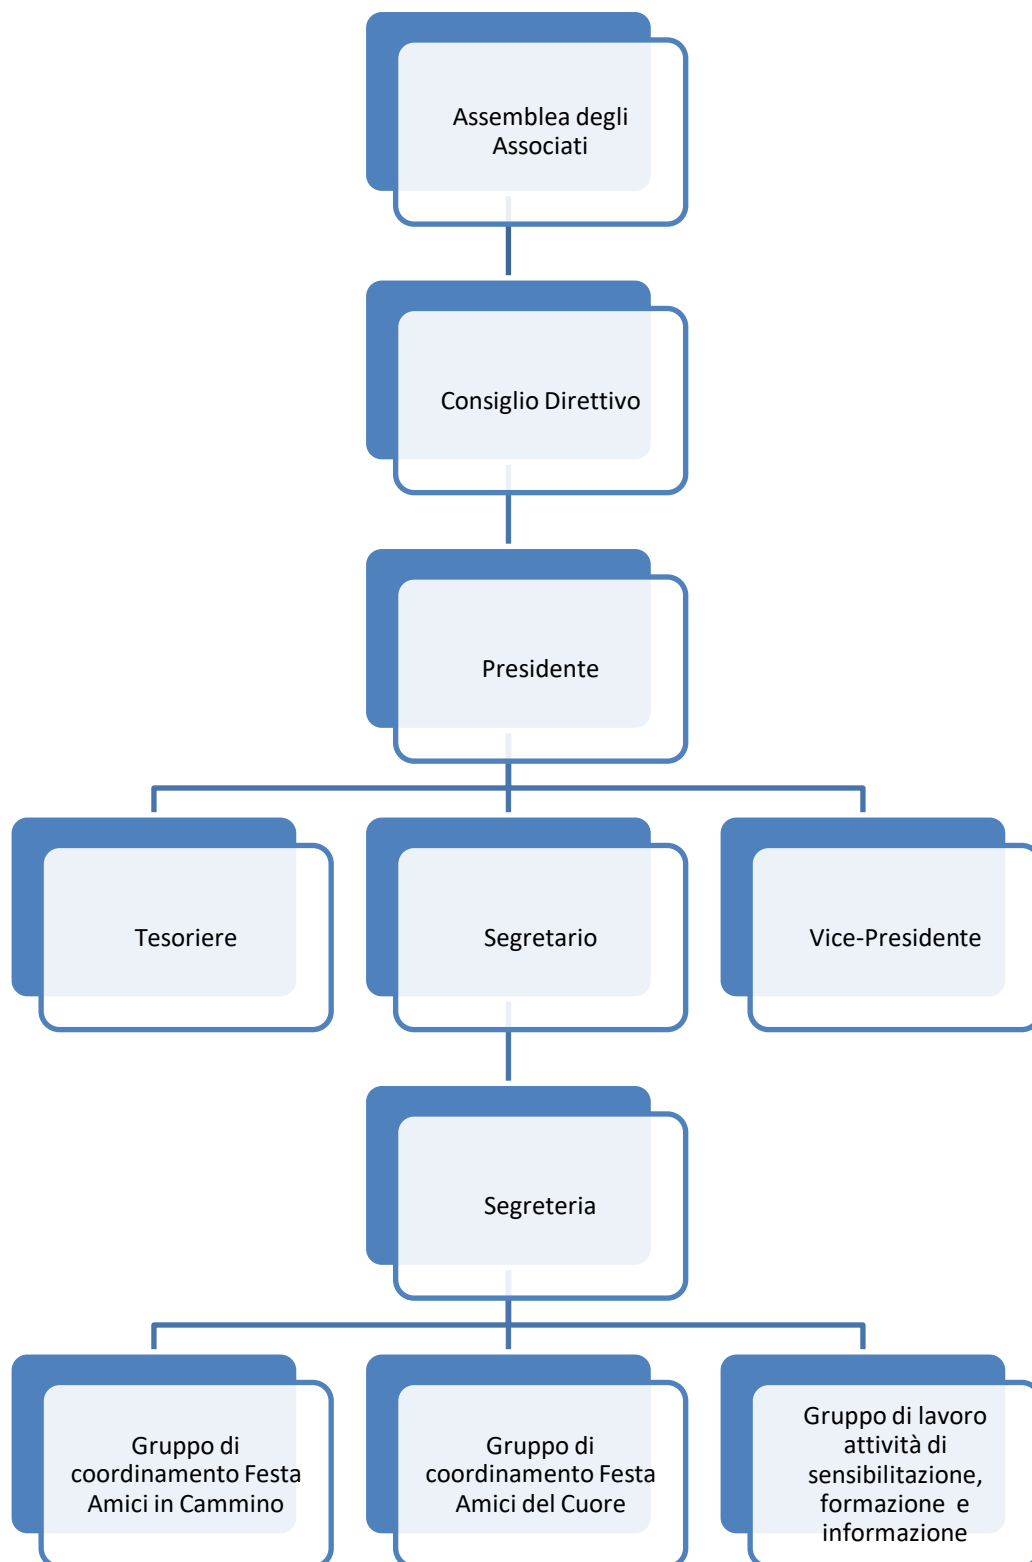 Assemblea degli
Associati
Consiglio Direttivo
Presidente
Tesoriere
Segretario
Vice-Presidente
Segreteria
Gruppo di
coordinamento Festa
Amici in Cammino
Gruppo di
coordinamento Festa
Amici del Cuore
Gruppo di lavoro
attività di
sensibilitazione,
formazione  e
informazione